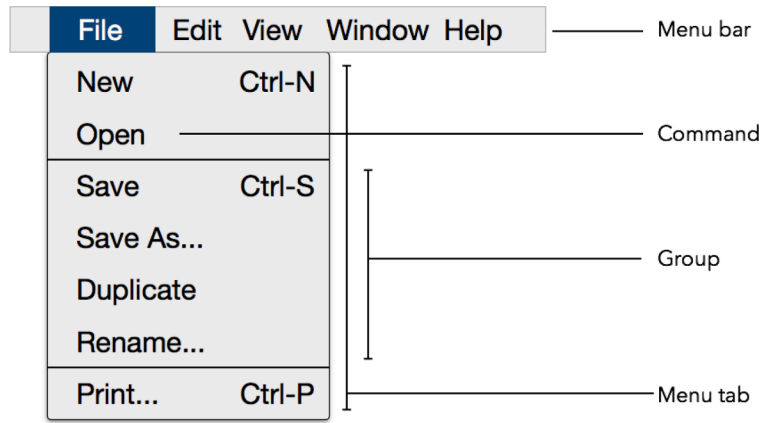 File Edit View Window Help Menu bar
New Ctrl-N
Open Command
Save Ctrl-S
Save As...
Group
Duplicate
Rename...
Print... Ctrl-P Menu tab